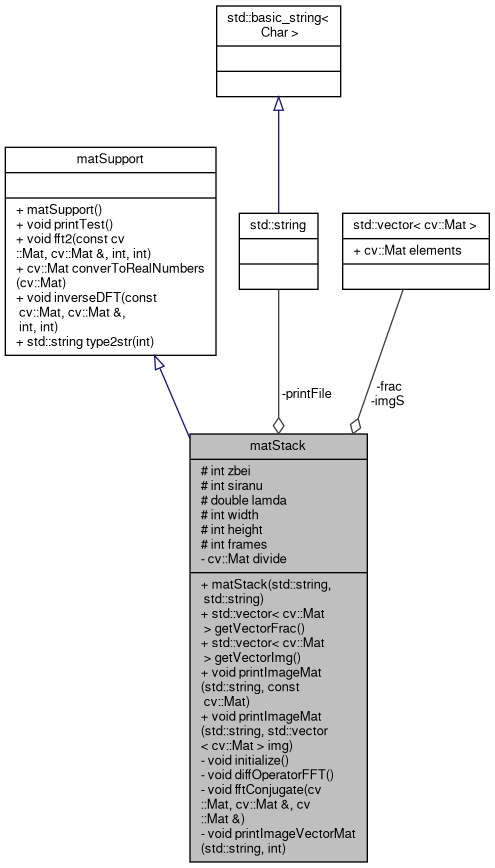 std::basic_string<
Char >
matSupport
+ matSupport()
+ void printTest()
+ void fft2(const cv
::Mat, cv::Mat &, int, int)
+ cv::Mat converToRealNumbers
(cv::Mat)
+ void inverseDFT(const
cv::Mat, cv::Mat &,
int, int)
+ std::string type2str(int)
std::string
std::vector< cv::Mat >
+ cv::Mat elements
-printFile
-frac
-imgS
matStack
# int zbei
# int siranu
# double lamda
# int width
# int height
# int frames
- cv::Mat divide
+ matStack(std::string,
std::string)
+ std::vector< cv::Mat
> getVectorFrac()
+ std::vector< cv::Mat
> getVectorImg()
+ void printImageMat
(std::string, const
cv::Mat)
+ void printImageMat
(std::string, std::vector
< cv::Mat > img)
- void initialize()
- void diffOperatorFFT()
- void fftConjugate(cv
::Mat, cv::Mat &, cv
::Mat &)
- void printImageVectorMat
(std::string, int)